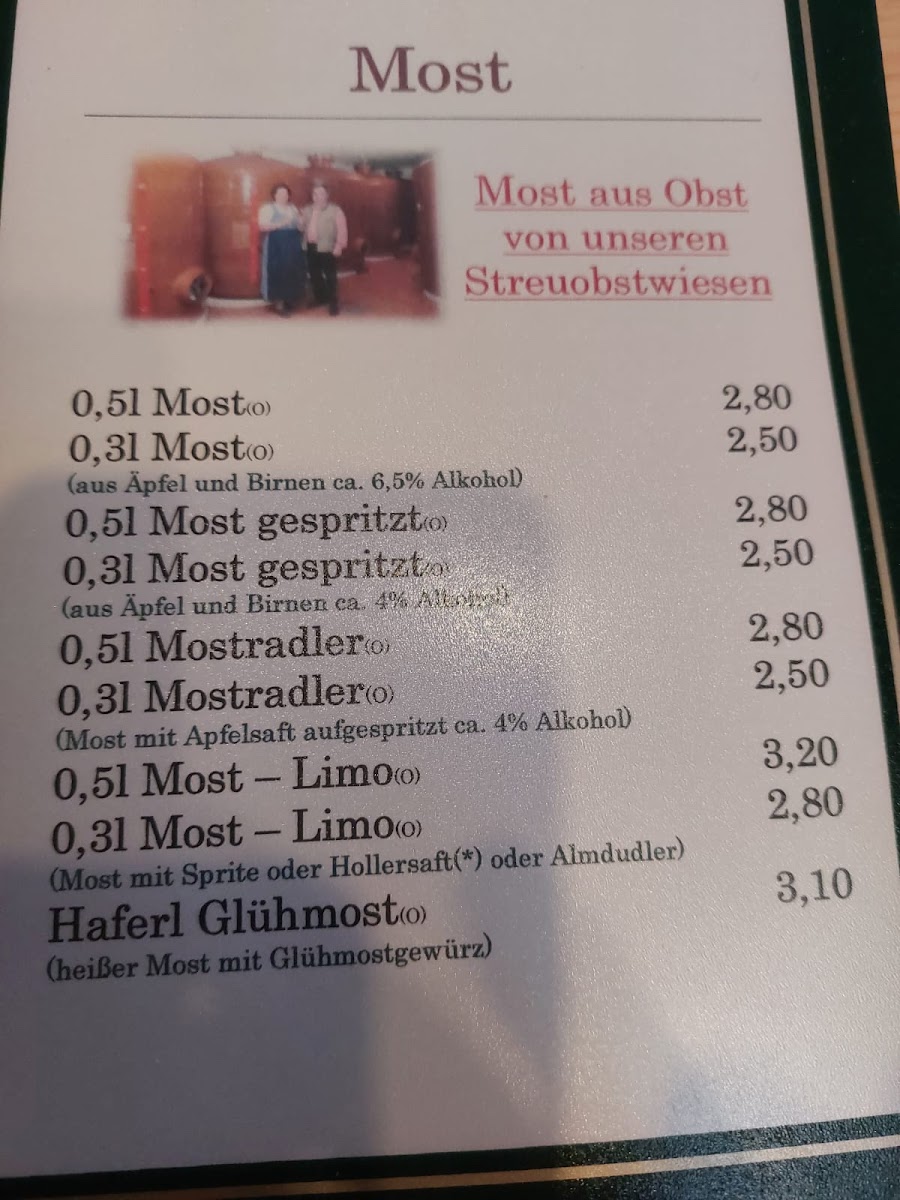 Most
Most aus Obst
von unseren
Streuobstwiesen
0,5l Most(O) 2,80
0,3l Most(O) 2,50
(aus Äpfel und Birnen ca. 6,5% Alkohol)
0,5l Most gespritzt(O) 2,80
0,3l Most gespritzt(O) 2,50
(aus Äpfel und Birnen ca. 4% Alkohol)
0,5l Mostradler(O) 2,80
0,3l Mostradler(O) 2,50
(Most mit Apfelsaft aufgespritzt ca. 4% Alkohol)
0,5l Most – Limo(O) 3,20
0,3l Most – Limo(O) 2,80
(Most mit Sprite oder Hollersaft(*) oder Almdudler)
Haferl Glühmost(O) 3,10
(heißer Most mit Glühmostgewürz)